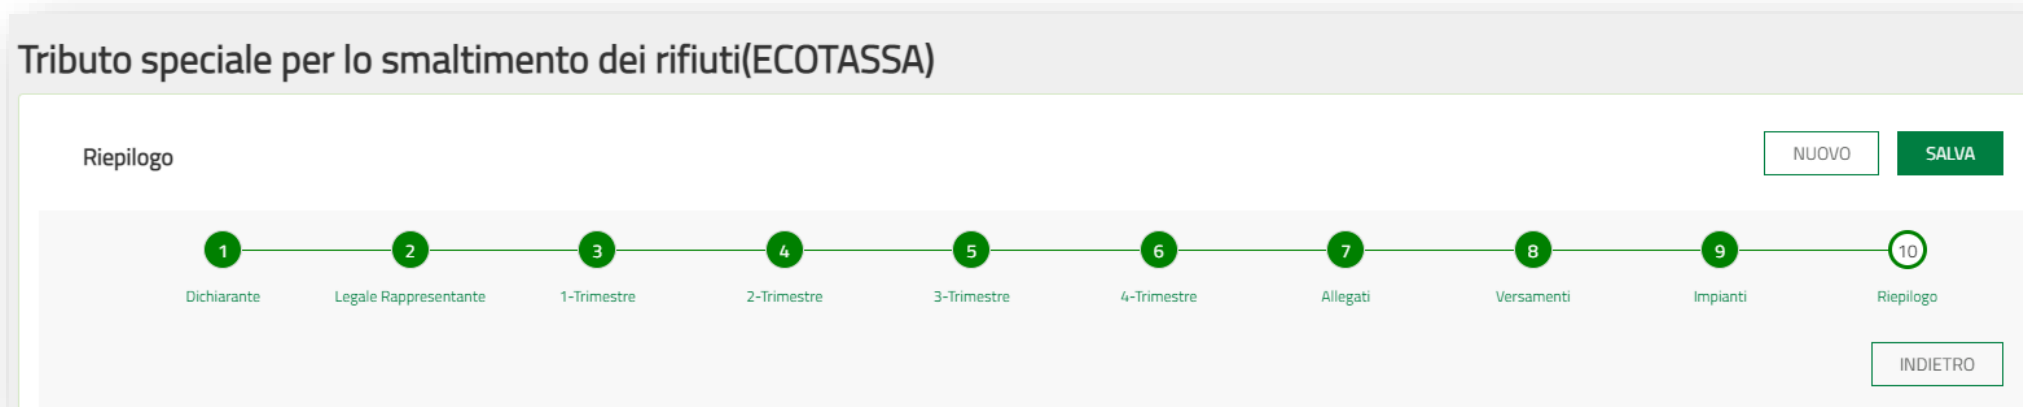 Tributo speciale per lo smaltimento dei rifiuti(ECOTASSA)
Riepilogo
NUOVO
SALVA
1
2
3
4
5
6
7
8
9
10
Dichiarante
Legale Rappresentante
1-Trimestre
2-Trimestre
3-Trimestre
4-Trimestre
Allegati
Versamenti
Impianti
Riepilogo
INDIETRO